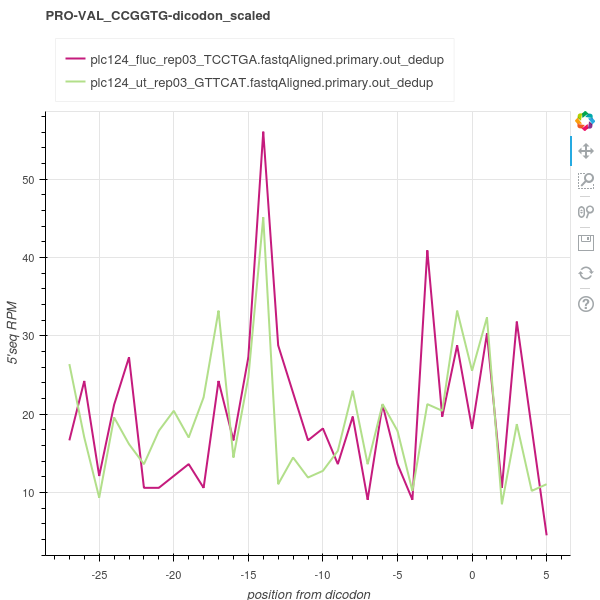 PRO-VAL_CCGGTG-dicodon_scaled
plc124_fluc_rep03_TCCTGA.fastqAligned.primary.out_dedup
plc124_ut_rep03_GTTCAT.fastqAligned.primary.out_dedup
50
40
30
20
10
5'seq RPM
-25 -20 -15 -10 -5 0 5
position from dicodon